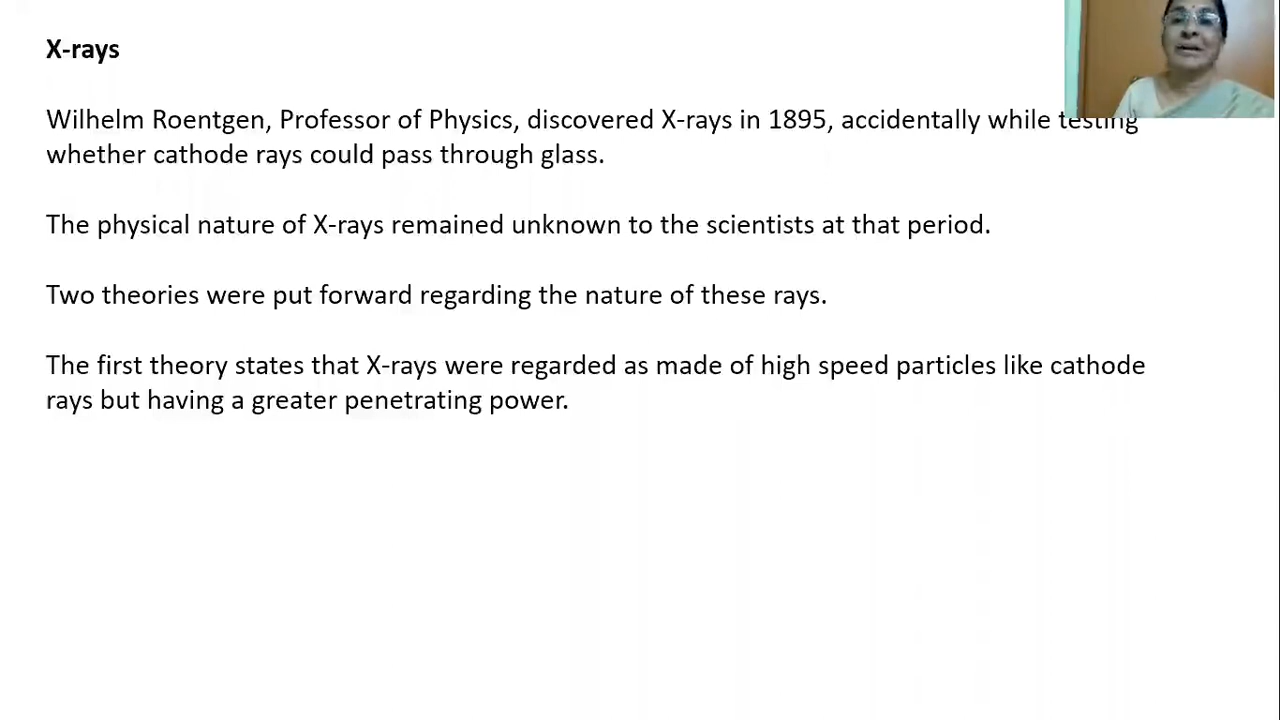 X-rays
Wilhelm Roentgen, Professor of Physics, discovered X-rays in 1895, accidentally while testing
whether cathode rays could pass through glass.
The physical nature of X-rays remained unknown to the scientists at that period.
Two theories were put forward regarding the nature of these rays.
The first theory states that X-rays were regarded as made of high speed particles like cathode
rays but having a greater penetrating power.